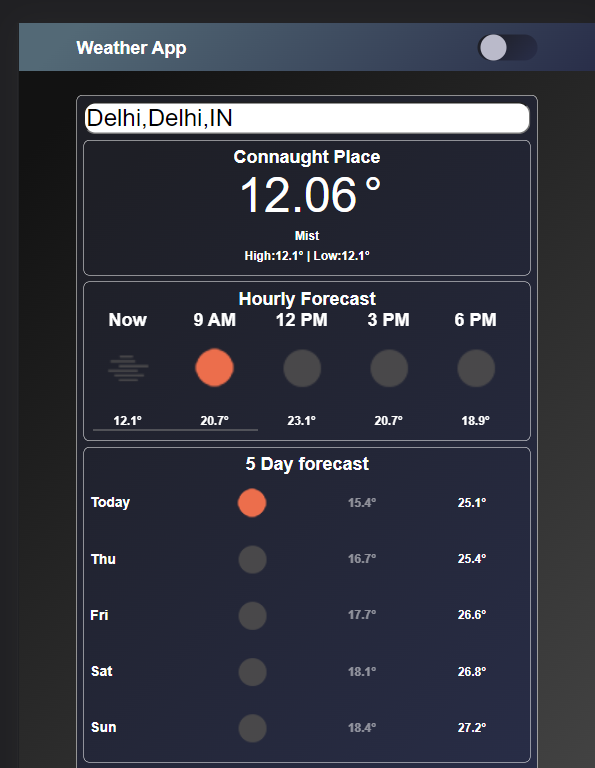 Weather App
Delhi,Delhi,IN
Connaught Place
12.06°
Mist
High:12.1° | Low:12.1°
Hourly Forecast
Now 9 AM 12 PM 3 PM 6 PM
12.1° 20.7° 23.1° 20.7° 18.9°
5 Day forecast
Today 15.4° 25.1°
Thu 16.7° 25.4°
Fri 17.7° 26.6°
Sat 18.1° 26.8°
Sun 18.4° 27.2°